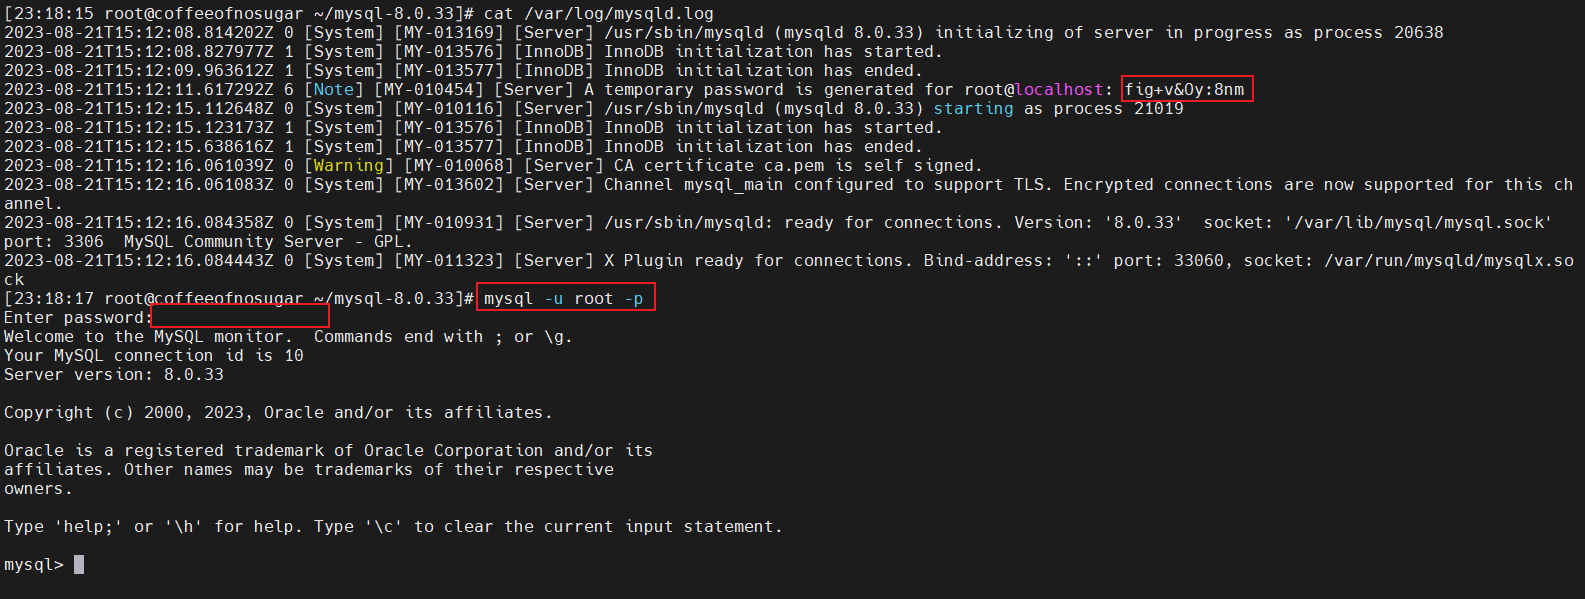 [23:18:15 root@coffeeofnosugar ~/mysql-8.0.33]# cat /var/log/mysqld.log
2023-08-21T15:12:08.814202Z 0 [System] [MY-013169] [Server] /usr/sbin/mysqld (mysqld 8.0.33) initializing of server in progress as process 20638
2023-08-21T15:12:08.827977Z 1 [System] [MY-013576] [InnoDB] InnoDB initialization has started.
2023-08-21T15:12:09.963612Z 1 [System] [MY-013577] [InnoDB] InnoDB initialization has ended.
2023-08-21T15:12:11.617292Z 6 [Note] [MY-010454] [Server] A temporary password is generated for root@localhost: fig+v&Oy:8nm
2023-08-21T15:12:15.112648Z 0 [System] [MY-010116] [Server] /usr/sbin/mysqld (mysqld 8.0.33) starting as process 21019
2023-08-21T15:12:15.123173Z 1 [System] [MY-013576] [InnoDB] InnoDB initialization has started.
2023-08-21T15:12:15.638616Z 1 [System] [MY-013577] [InnoDB] InnoDB initialization has ended.
2023-08-21T15:12:16.061039Z 0 [Warning] [MY-010068] [Server] CA certificate ca.pem is self signed.
2023-08-21T15:12:16.061083Z 0 [System] [MY-013602] [Server] Channel mysql_main configured to support TLS. Encrypted connections are now supported for this ch
annel.
2023-08-21T15:12:16.084358Z 0 [System] [MY-010931] [Server] /usr/sbin/mysqld: ready for connections. Version: '8.0.33'  socket: '/var/lib/mysql/mysql.sock'
port: 3306  MySQL Community Server - GPL.
2023-08-21T15:12:16.084443Z 0 [System] [MY-011323] [Server] X Plugin ready for connections. Bind-address: '::' port: 33060, socket: /var/run/mysqld/mysqlx.so
ck
[23:18:17 root@coffeeofnosugar ~/mysql-8.0.33]# mysql -u root -p
Enter password:
Welcome to the MySQL monitor.  Commands end with ; or \g.
Your MySQL connection id is 10
Server version: 8.0.33
Copyright (c) 2000, 2023, Oracle and/or its affiliates.
Oracle is a registered trademark of Oracle Corporation and/or its
affiliates. Other names may be trademarks of their respective
owners.
Type 'help;' or '\h' for help. Type '\c' to clear the current input statement.
mysql>